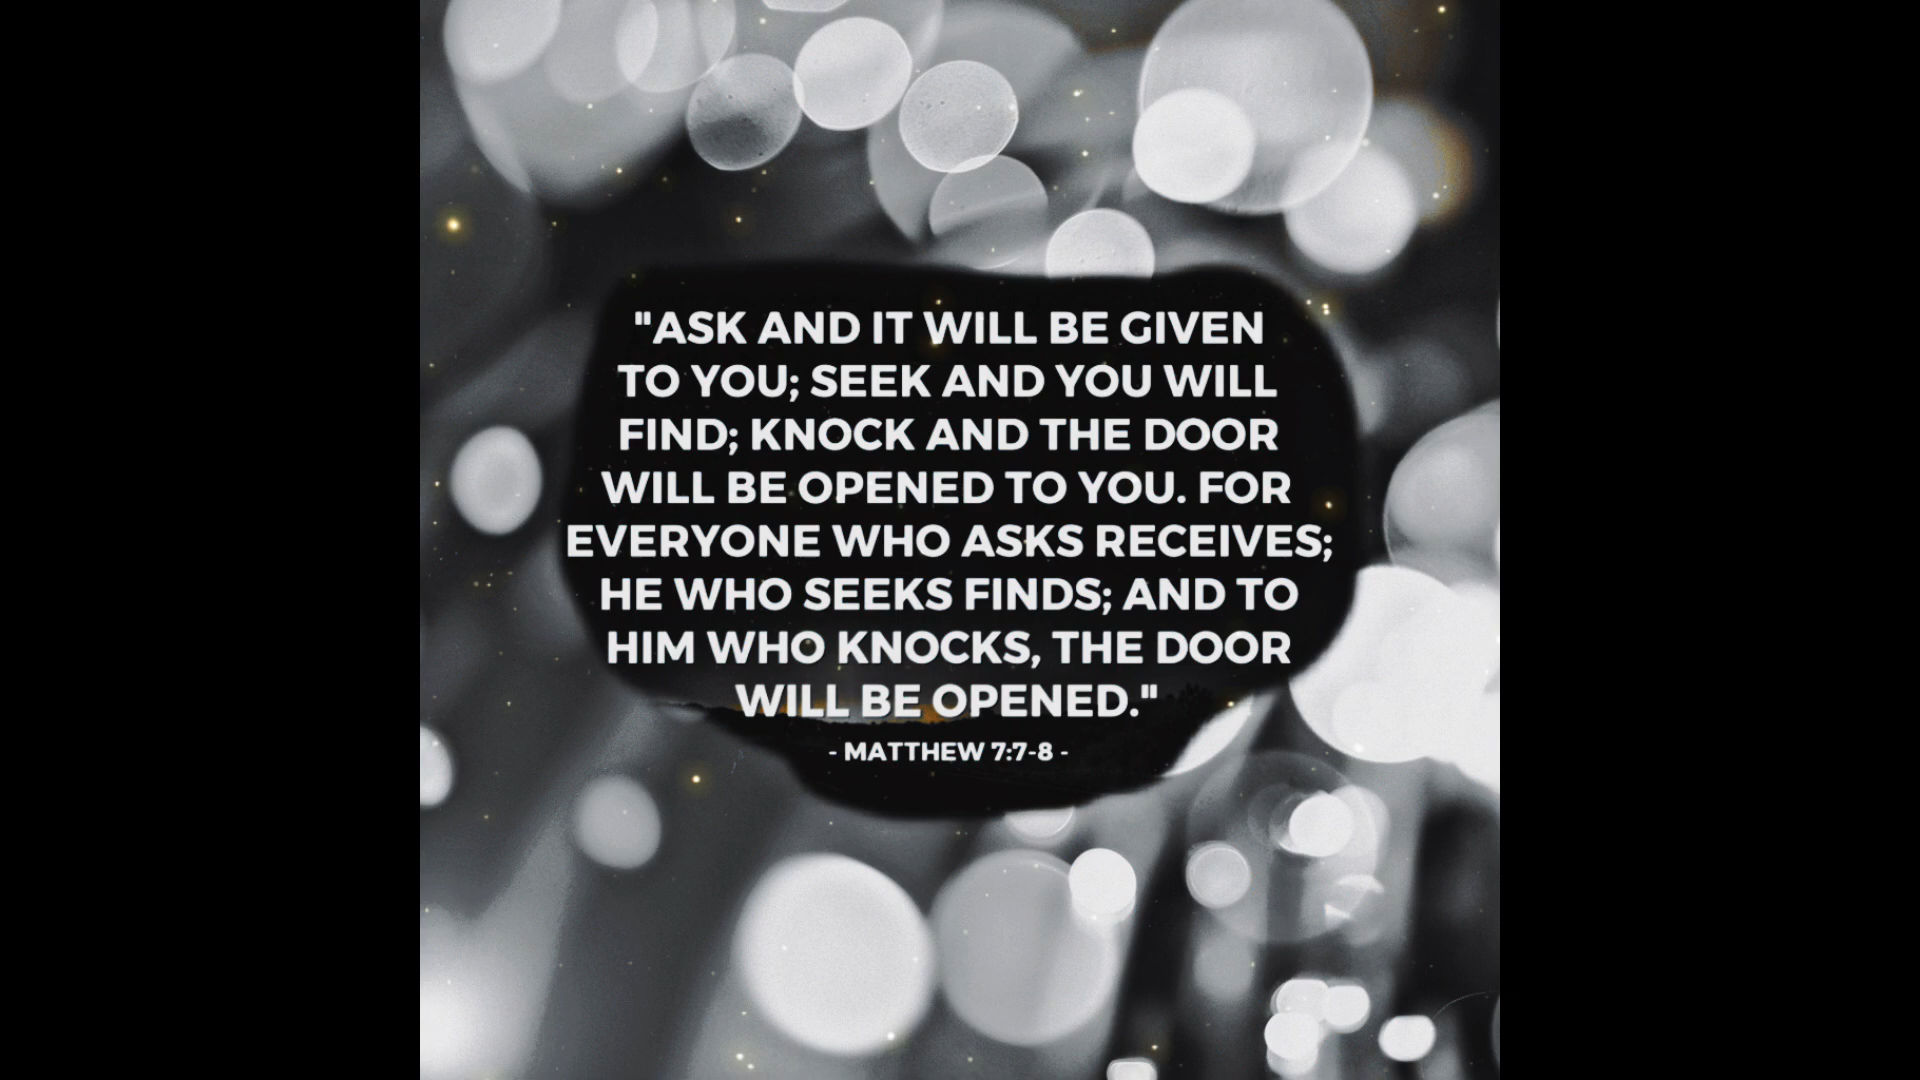 "ASK AND IT WILL BE GIVEN
TO YOU; SEEK AND YOU WILL
FIND; KNOCK AND THE DOOR
WILL BE OPENED TO YOU. FOR
EVERYONE WHO ASKS RECEIVES;
HE WHO SEEKS FINDS; AND TO
HIM WHO KNOCKS, THE DOOR
WILL BE OPENED."
- MATTHEW 7:7-8 -